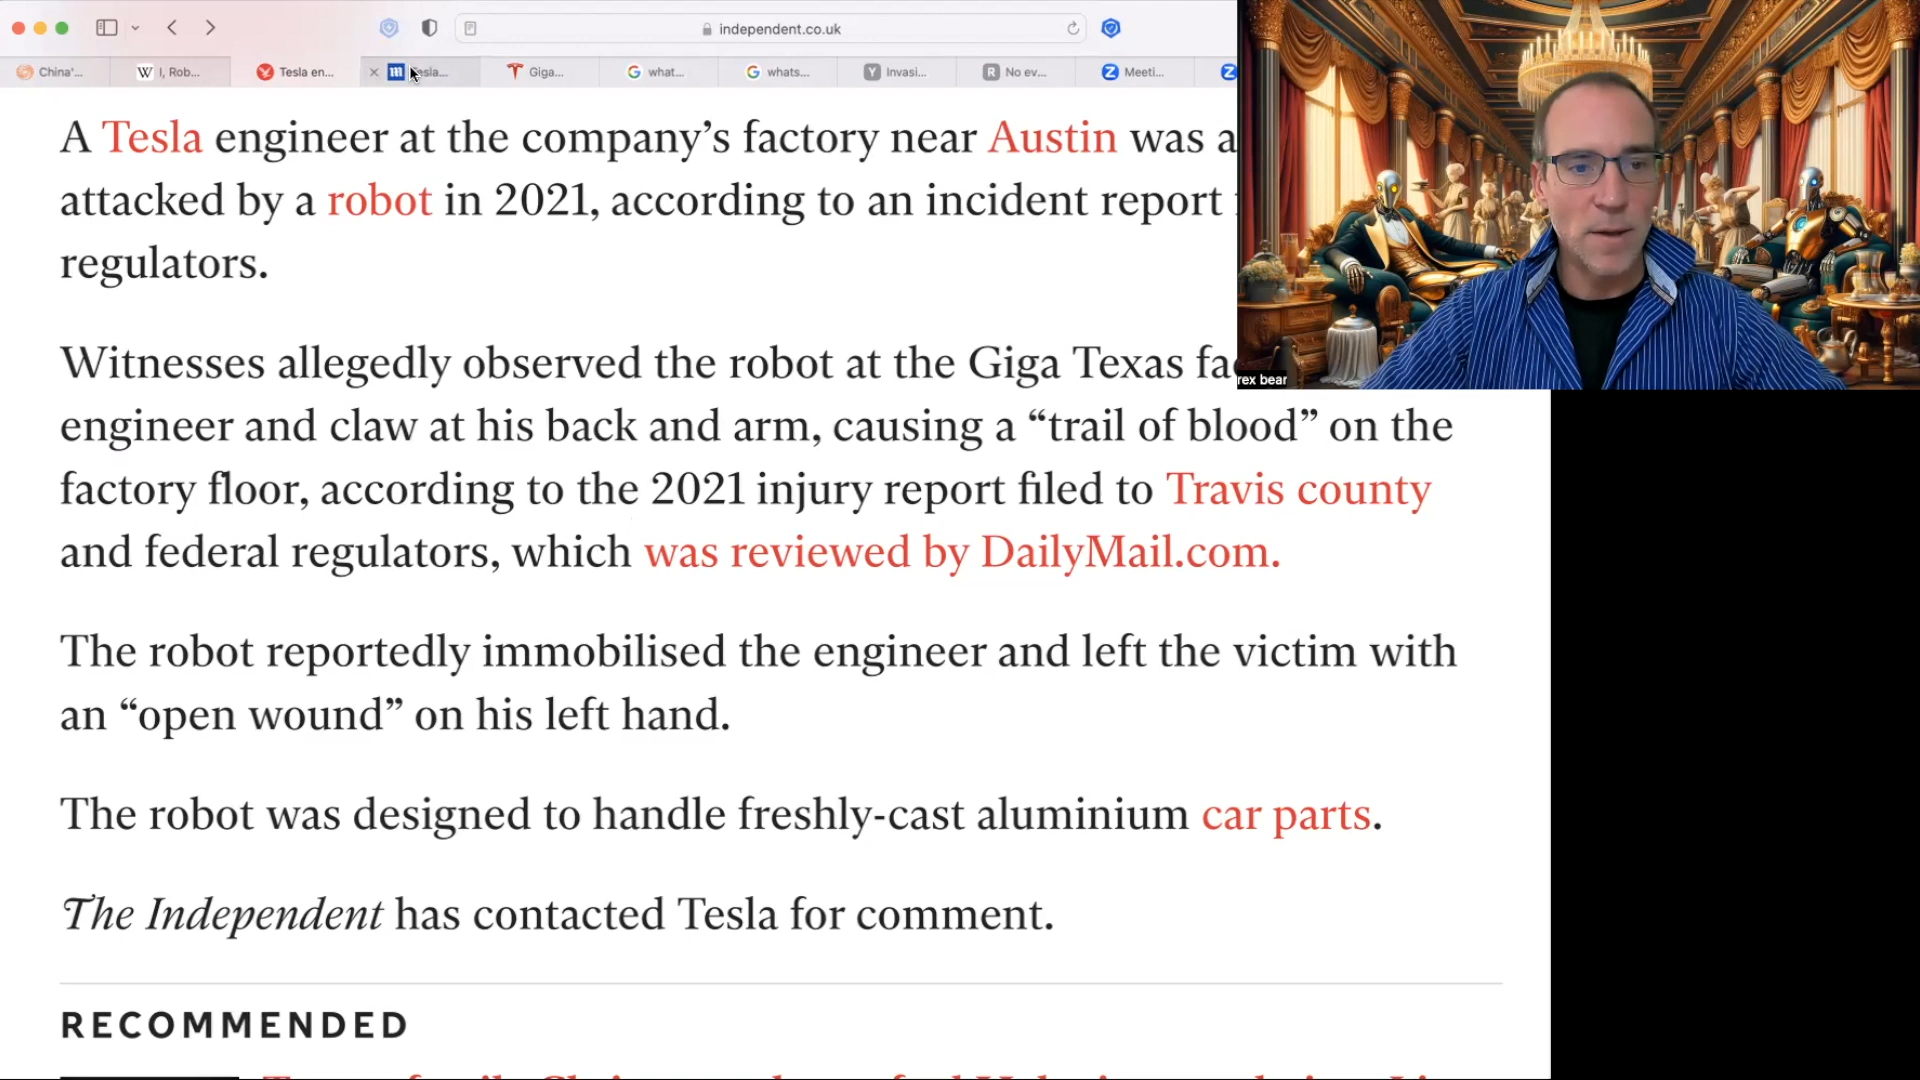 independent.co.uk
China'...
I, Rob...
Tesla en...
Giga...
what...
whats...
Invasi...
No ev...
Meeti...
A Tesla engineer at the company’s factory near Austin was
attacked by a robot in 2021, according to an incident report
regulators.
Witnesses allegedly observed the robot at the Giga Texas
engineer and claw at his back and arm, causing a “trail of blood” on the
factory floor, according to the 2021 injury report filed to Travis county
and federal regulators, which was reviewed by DailyMail.com.
The robot reportedly immobilised the engineer and left the victim with
an “open wound” on his left hand.
The robot was designed to handle freshly-cast aluminium car parts.
The Independent has contacted Tesla for comment.
RECOMMENDED
rex bear